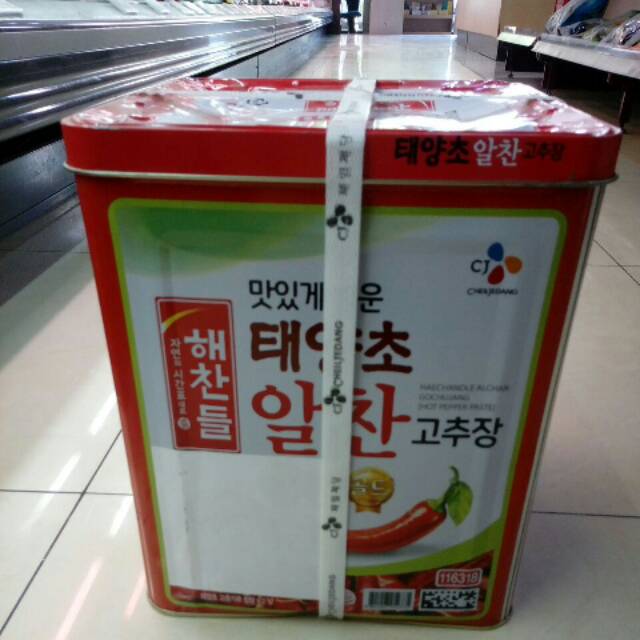 태양초알찬고추장
CJ
CHEILJEDANG
맛있게 운
태양초
알찬
고추장
해찬들
HAECHANDLE ALCHAN
GOCHUJANG
(HOT PEPPER PASTE)
CHEILJEDANG
116318